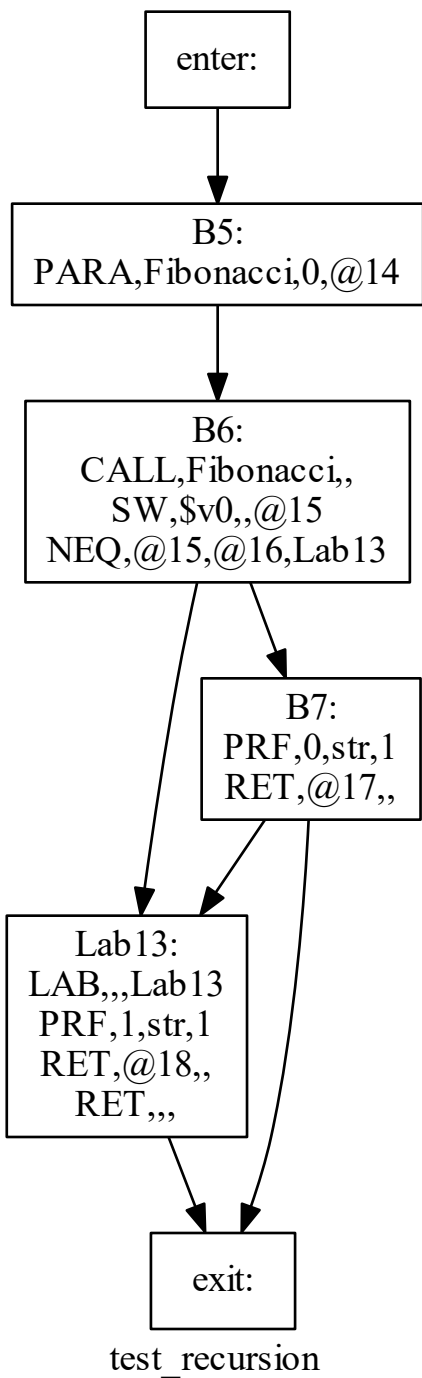 enter:
B5:
PARA,Fibonacci,0,@14
B6:
CALL,Fibonacci,,
SW,$v0,,@15
NEQ,@15,@16,Lab13
B7:
PRF,0,str,1
RET,@17,,
Lab13:
LAB,,,Lab13
PRF,1,str,1
RET,@18,,
RET,,,
exit:
test_recursion